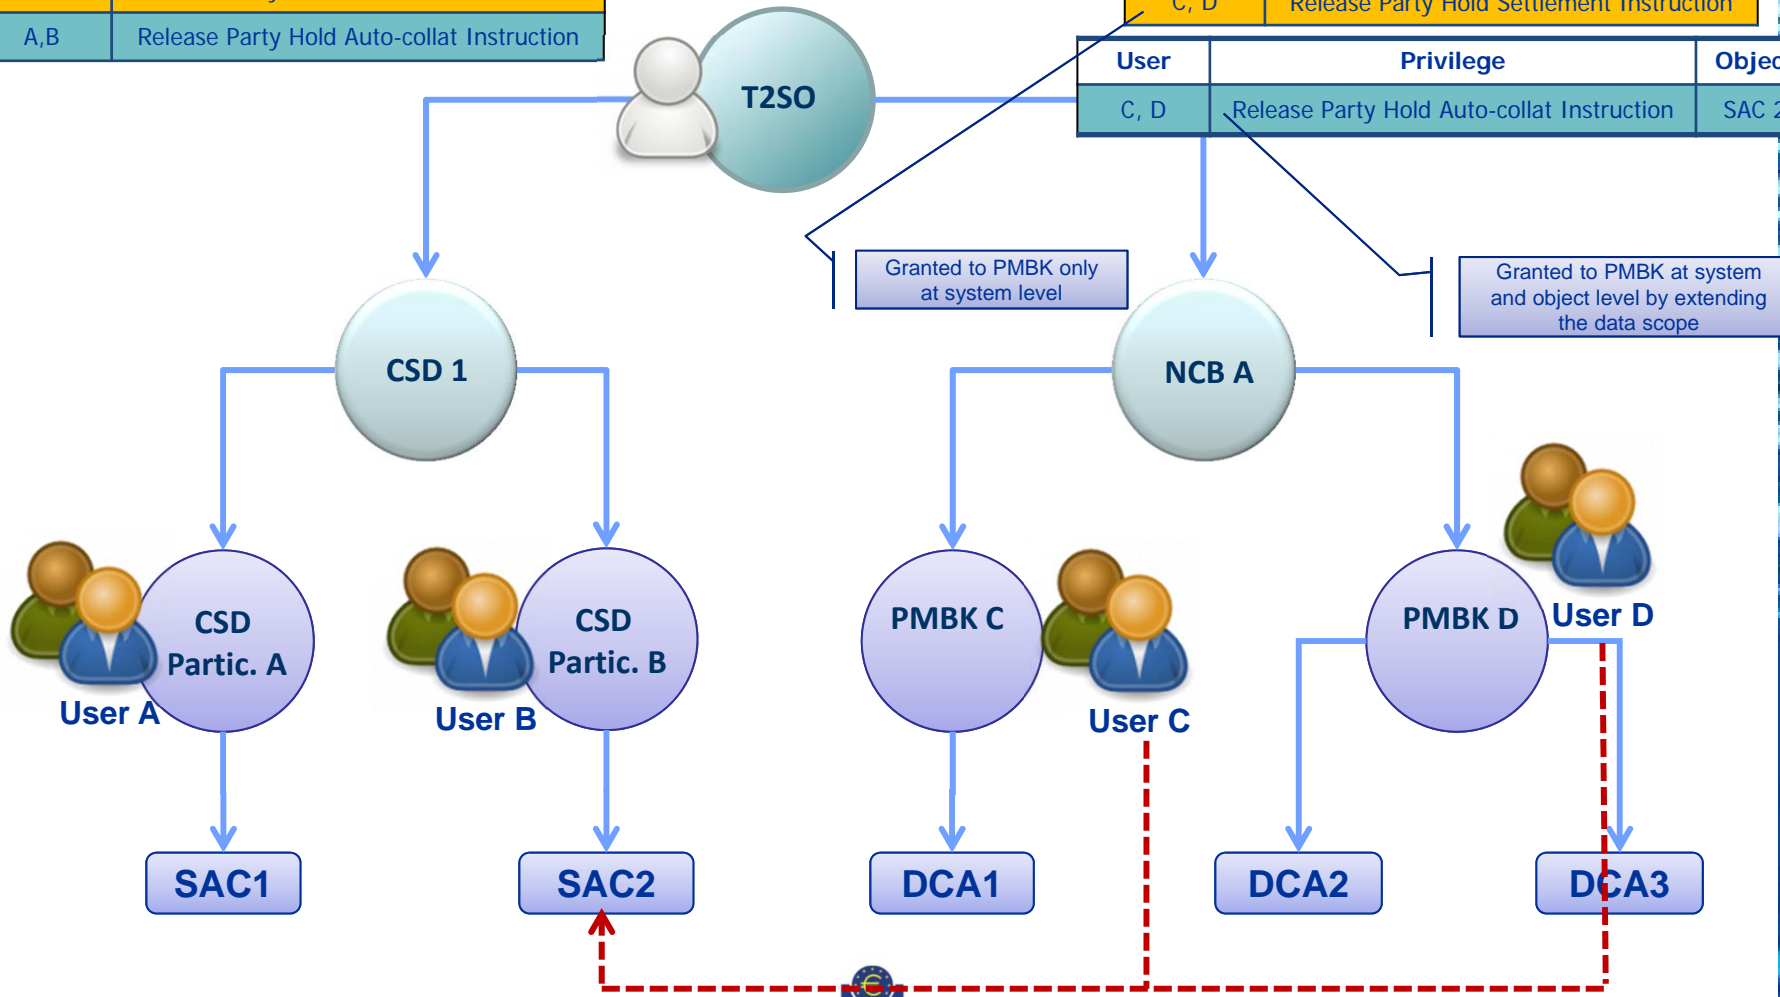 C, D Release Party Hold Settlement Instruction
A,B Release Party Hold Auto-collat Instruction
User Privilege
T2SO
C, D Release Party Hold Auto-collat Instruction SAC 2
Granted to PMBK only
at system level
Granted to PMBK at system
and object level by extending
the data scope
CSD 1
NCB A
CSD
Partic. A
User A
CSD
Partic. B
User B
PMBK C
User C
PMBK D
User D
SAC1
SAC2
DCA1
DCA2
DCA3
€